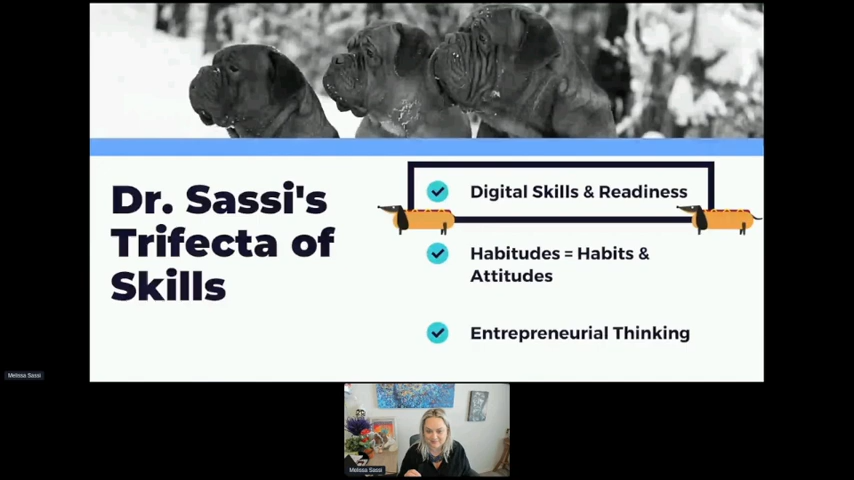 Dr. Sassi's
Trifecta of
Skills
Digital Skills & Readiness
Habitudes = Habits &
Attitudes
Entrepreneurial Thinking
Melissa Sassi
Melissa Sassi